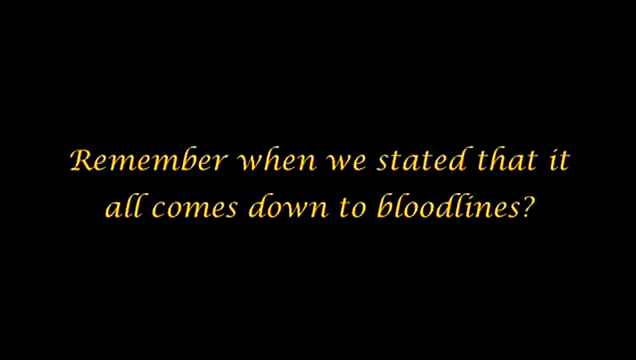 Remember when we stated that it
all comes down to bloodlines?